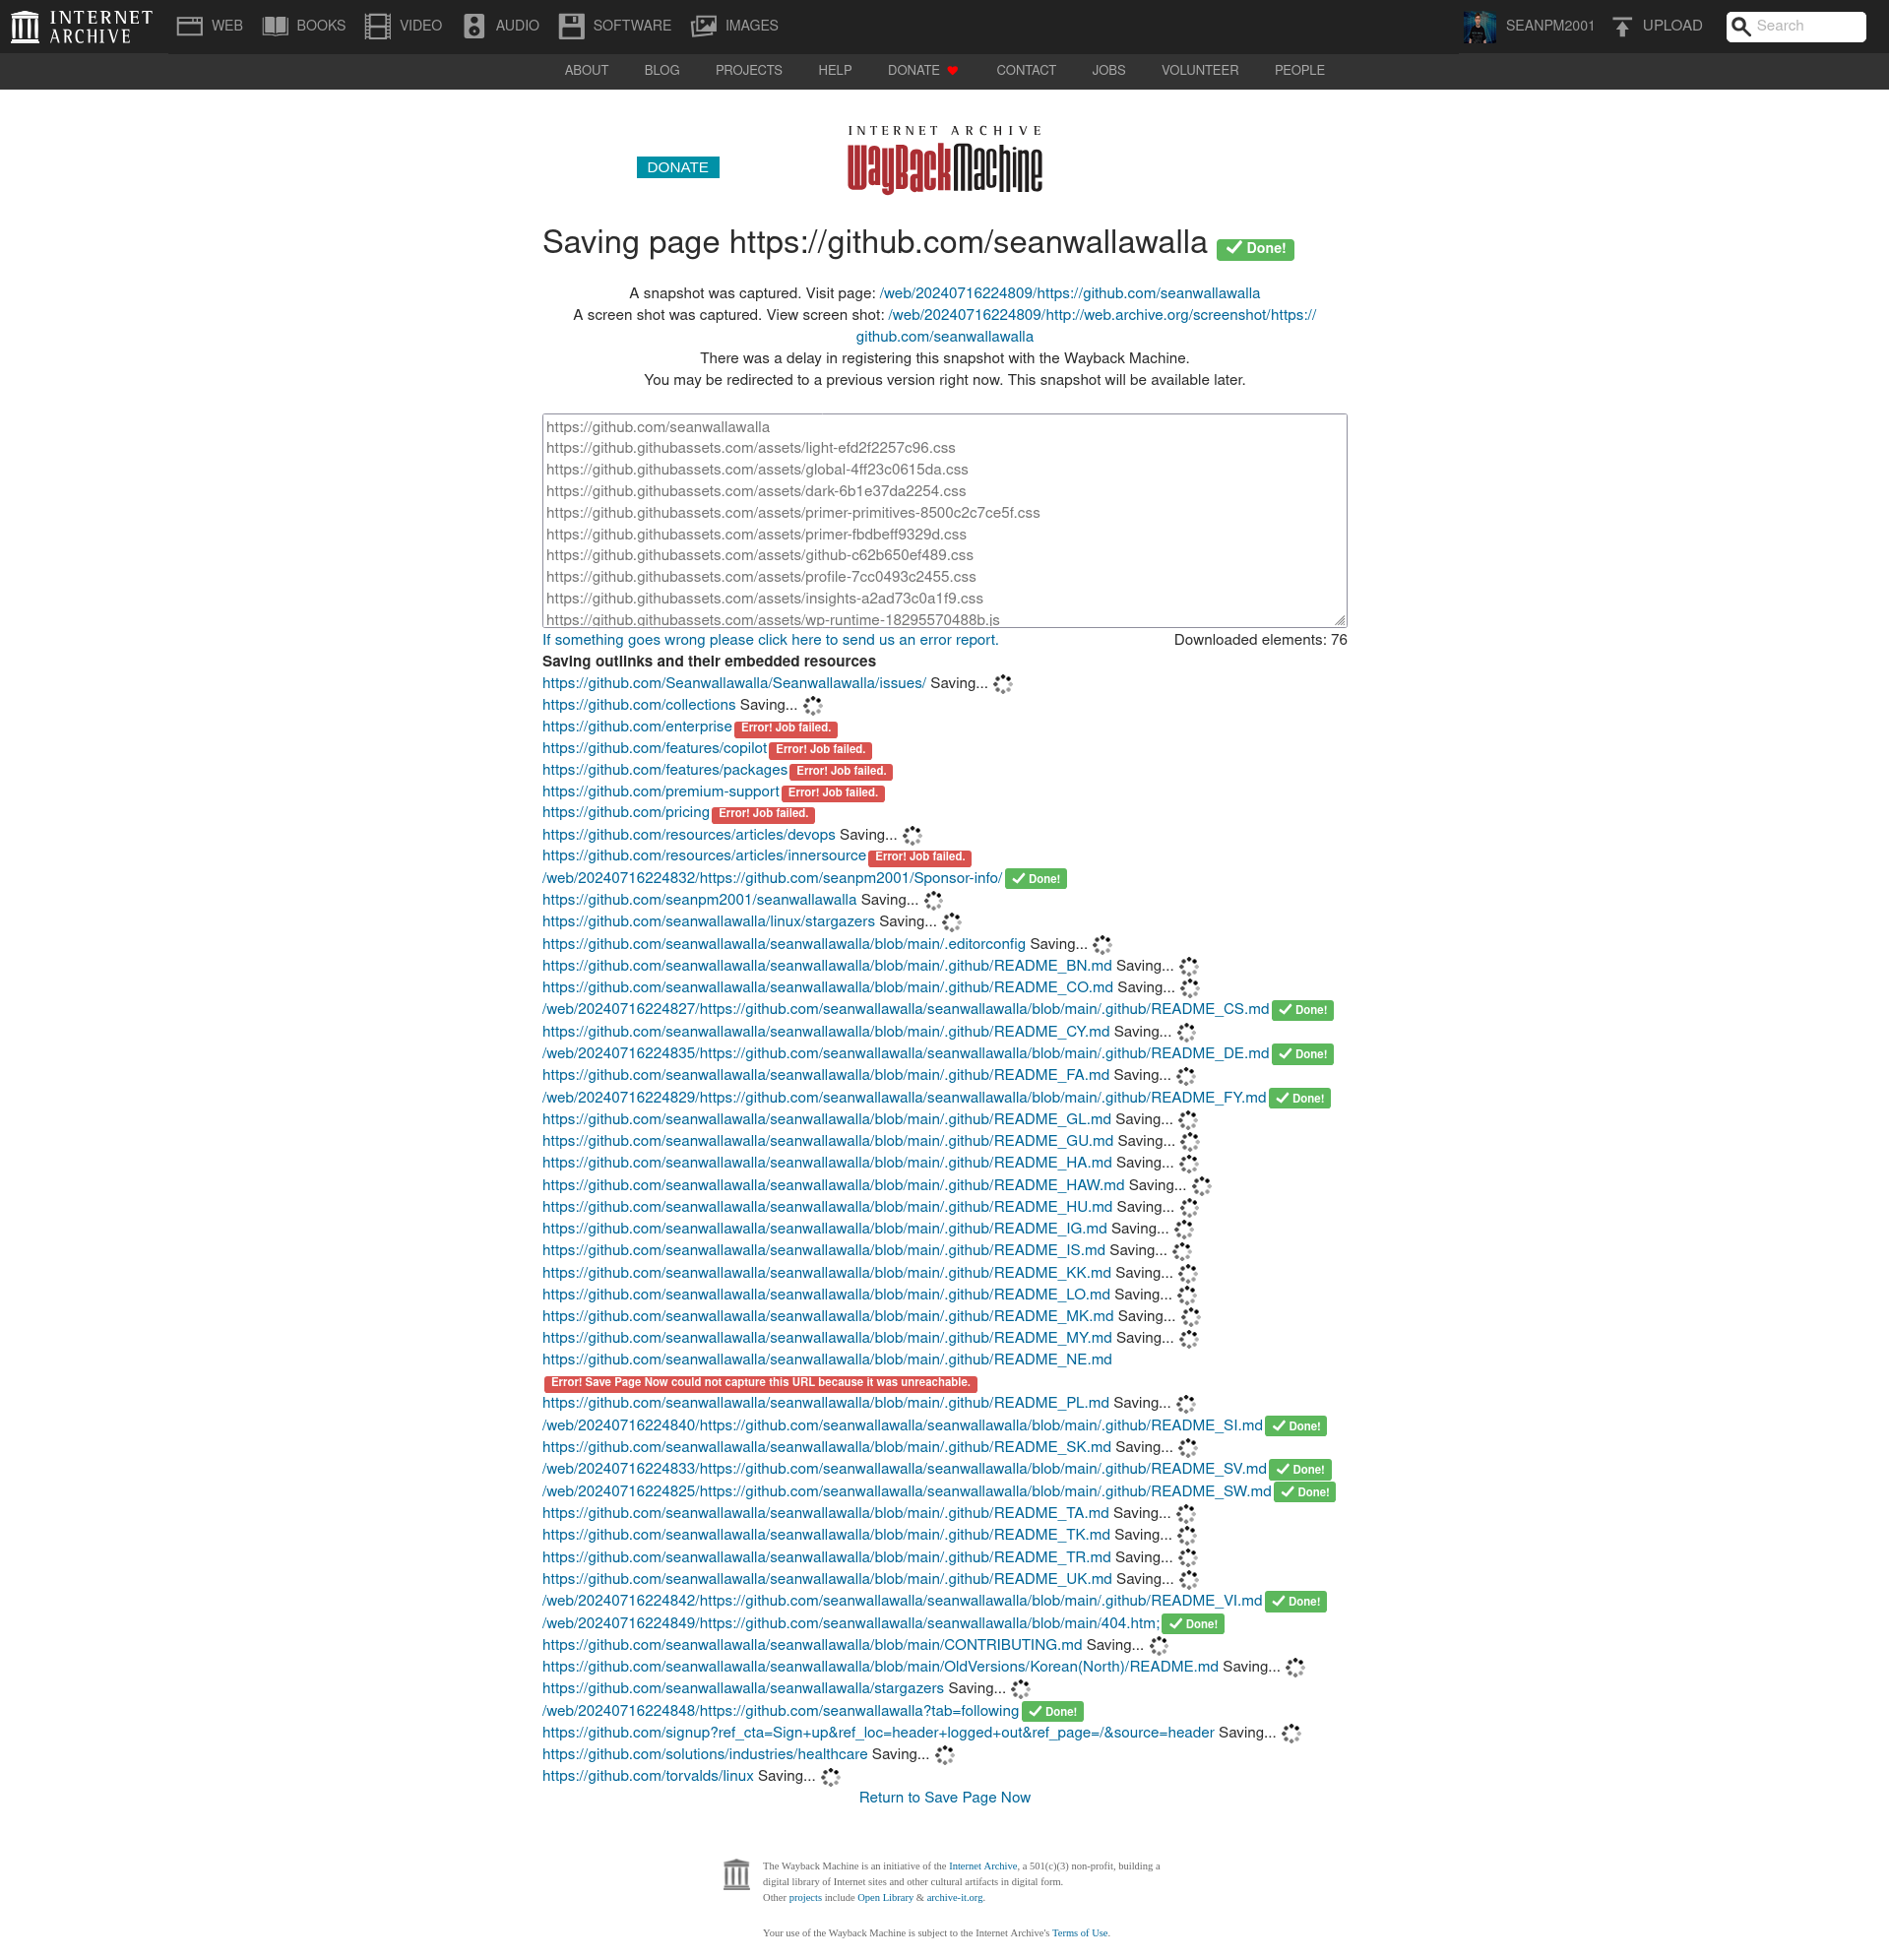 INTERNET ARCHIVE
WEB BOOKS VIDEO AUDIO SOFTWARE IMAGES SEANPM2001 UPLOAD Search
ABOUT BLOG PROJECTS HELP DONATE CONTACT JOBS VOLUNTEER PEOPLE
INTERNET ARCHIVE
DONATE WayBackMachine
Saving page https://github.com/seanwallawalla Done!
A snapshot was captured. Visit page: /web/20240716224809/https://github.com/seanwallawalla
A screen shot was captured. View screen shot: /web/20240716224809/http://web.archive.org/screenshot/https://
github.com/seanwallawalla
There was a delay in registering this snapshot with the Wayback Machine.
You may be redirected to a previous version right now. This snapshot will be available later.
https://github.com/seanwallawalla
https://github.githubassets.com/assets/light-efd2f2257c96.css
https://github.githubassets.com/assets/global-4ff23c0615da.css
https://github.githubassets.com/assets/dark-6b1e37da2254.css
https://github.githubassets.com/assets/primer-primitives-8500c2c7ce5f.css
https://github.githubassets.com/assets/primer-fbdbeff9329d.css
https://github.githubassets.com/assets/github-c62b650ef489.css
https://github.githubassets.com/assets/profile-7cc0493c2455.css
https://github.githubassets.com/assets/insights-a2ad73c0a1f9.css
https://github.githubassets.com/assets/wp-runtime-18295570488b.js
If something goes wrong please click here to send us an error report. Downloaded elements: 76
Saving outlinks and their embedded resources
https://github.com/Seanwallawalla/Seanwallawalla/issues/ Saving...
https://github.com/collections Saving...
https://github.com/enterprise Error! Job failed.
https://github.com/features/copilot Error! Job failed.
https://github.com/features/packages Error! Job failed.
https://github.com/premium-support Error! Job failed.
https://github.com/pricing Error! Job failed.
https://github.com/resources/articles/devops Saving...
https://github.com/resources/articles/innersource Error! Job failed.
/web/20240716224832/https://github.com/seanpm2001/Sponsor-info/ Done!
https://github.com/seanpm2001/seanwallawalla Saving...
https://github.com/seanwallawalla/linux/stargazers Saving...
https://github.com/seanwallawalla/seanwallawalla/blob/main/.editorconfig Saving...
https://github.com/seanwallawalla/seanwallawalla/blob/main/.github/README_BN.md Saving...
https://github.com/seanwallawalla/seanwallawalla/blob/main/.github/README_CO.md Saving...
/web/20240716224827/https://github.com/seanwallawalla/seanwallawalla/blob/main/.github/README_CS.md Done!
https://github.com/seanwallawalla/seanwallawalla/blob/main/.github/README_CY.md Saving...
/web/20240716224835/https://github.com/seanwallawalla/seanwallawalla/blob/main/.github/README_DE.md Done!
https://github.com/seanwallawalla/seanwallawalla/blob/main/.github/README_FA.md Saving...
/web/20240716224829/https://github.com/seanwallawalla/seanwallawalla/blob/main/.github/README_FY.md Done!
https://github.com/seanwallawalla/seanwallawalla/blob/main/.github/README_GL.md Saving...
https://github.com/seanwallawalla/seanwallawalla/blob/main/.github/README_GU.md Saving...
https://github.com/seanwallawalla/seanwallawalla/blob/main/.github/README_HA.md Saving...
https://github.com/seanwallawalla/seanwallawalla/blob/main/.github/README_HAW.md Saving...
https://github.com/seanwallawalla/seanwallawalla/blob/main/.github/README_HU.md Saving...
https://github.com/seanwallawalla/seanwallawalla/blob/main/.github/README_IG.md Saving...
https://github.com/seanwallawalla/seanwallawalla/blob/main/.github/README_IS.md Saving...
https://github.com/seanwallawalla/seanwallawalla/blob/main/.github/README_KK.md Saving...
https://github.com/seanwallawalla/seanwallawalla/blob/main/.github/README_LO.md Saving...
https://github.com/seanwallawalla/seanwallawalla/blob/main/.github/README_MK.md Saving...
https://github.com/seanwallawalla/seanwallawalla/blob/main/.github/README_MY.md Saving...
https://github.com/seanwallawalla/seanwallawalla/blob/main/.github/README_NE.md
Error! Save Page Now could not capture this URL because it was unreachable.
https://github.com/seanwallawalla/seanwallawalla/blob/main/.github/README_PL.md Saving...
/web/20240716224840/https://github.com/seanwallawalla/seanwallawalla/blob/main/.github/README_SI.md Done!
https://github.com/seanwallawalla/seanwallawalla/blob/main/.github/README_SK.md Saving...
/web/20240716224833/https://github.com/seanwallawalla/seanwallawalla/blob/main/.github/README_SV.md Done!
/web/20240716224825/https://github.com/seanwallawalla/seanwallawalla/blob/main/.github/README_SW.md Done!
https://github.com/seanwallawalla/seanwallawalla/blob/main/.github/README_TA.md Saving...
https://github.com/seanwallawalla/seanwallawalla/blob/main/.github/README_TK.md Saving...
https://github.com/seanwallawalla/seanwallawalla/blob/main/.github/README_TR.md Saving...
https://github.com/seanwallawalla/seanwallawalla/blob/main/.github/README_UK.md Saving...
/web/20240716224842/https://github.com/seanwallawalla/seanwallawalla/blob/main/.github/README_VI.md Done!
/web/20240716224849/https://github.com/seanwallawalla/seanwallawalla/blob/main/404.htm; Done!
https://github.com/seanwallawalla/seanwallawalla/blob/main/CONTRIBUTING.md Saving...
https://github.com/seanwallawalla/seanwallawalla/blob/main/OldVersions/Korean(North)/README.md Saving...
https://github.com/seanwallawalla/seanwallawalla/stargazers Saving...
/web/20240716224848/https://github.com/seanwallawalla?tab=following Done!
https://github.com/signup?ref_cta=Sign+up&ref_loc=header+logged+out&ref_page=/&source=header Saving...
https://github.com/solutions/industries/healthcare Saving...
https://github.com/torvalds/linux Saving...
Return to Save Page Now
The Wayback Machine is an initiative of the Internet Archive, a 501(c)(3) non-profit, building a
digital library of Internet sites and other cultural artifacts in digital form.
Other projects include Open Library & archive-it.org.
Your use of the Wayback Machine is subject to the Internet Archive's Terms of Use.